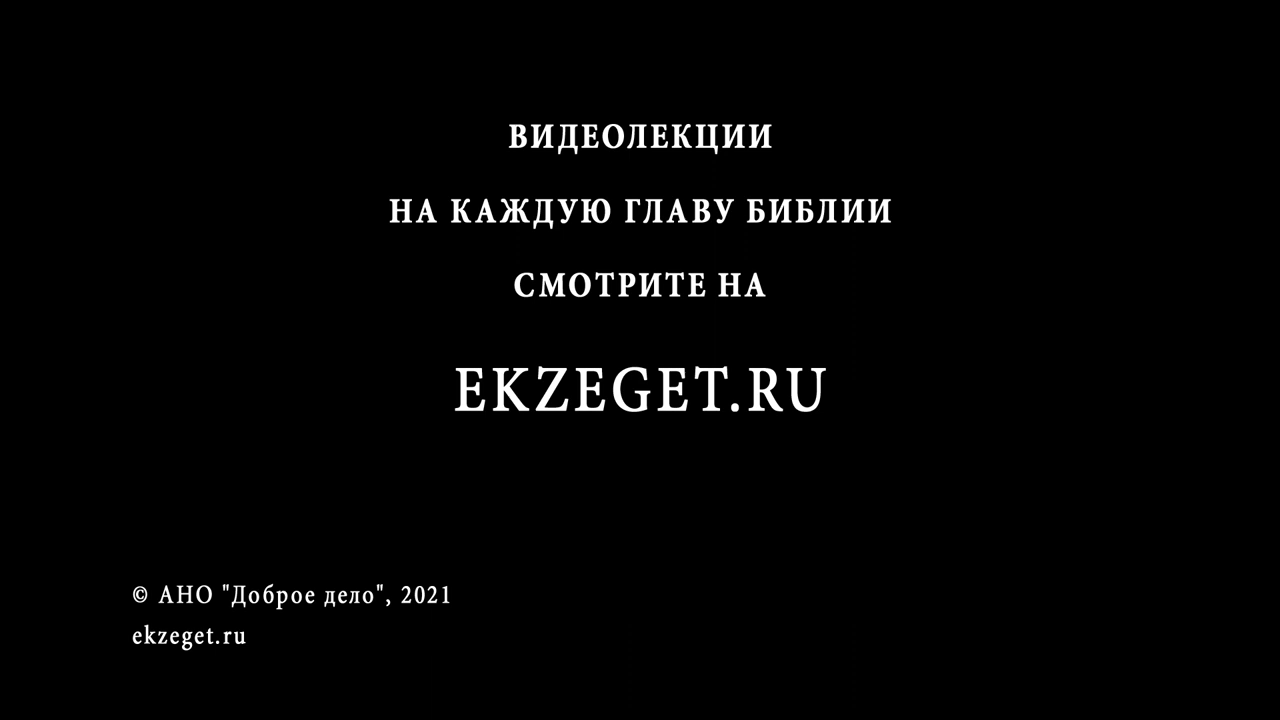 ВИДЕОЛЕКЦИИ
НА КАЖДУЮ ГЛАВУ БИБЛИИ
СМОТРИТЕ НА
EKZEGET.RU
© АНО "Доброе дело", 2021
ekzeget.ru